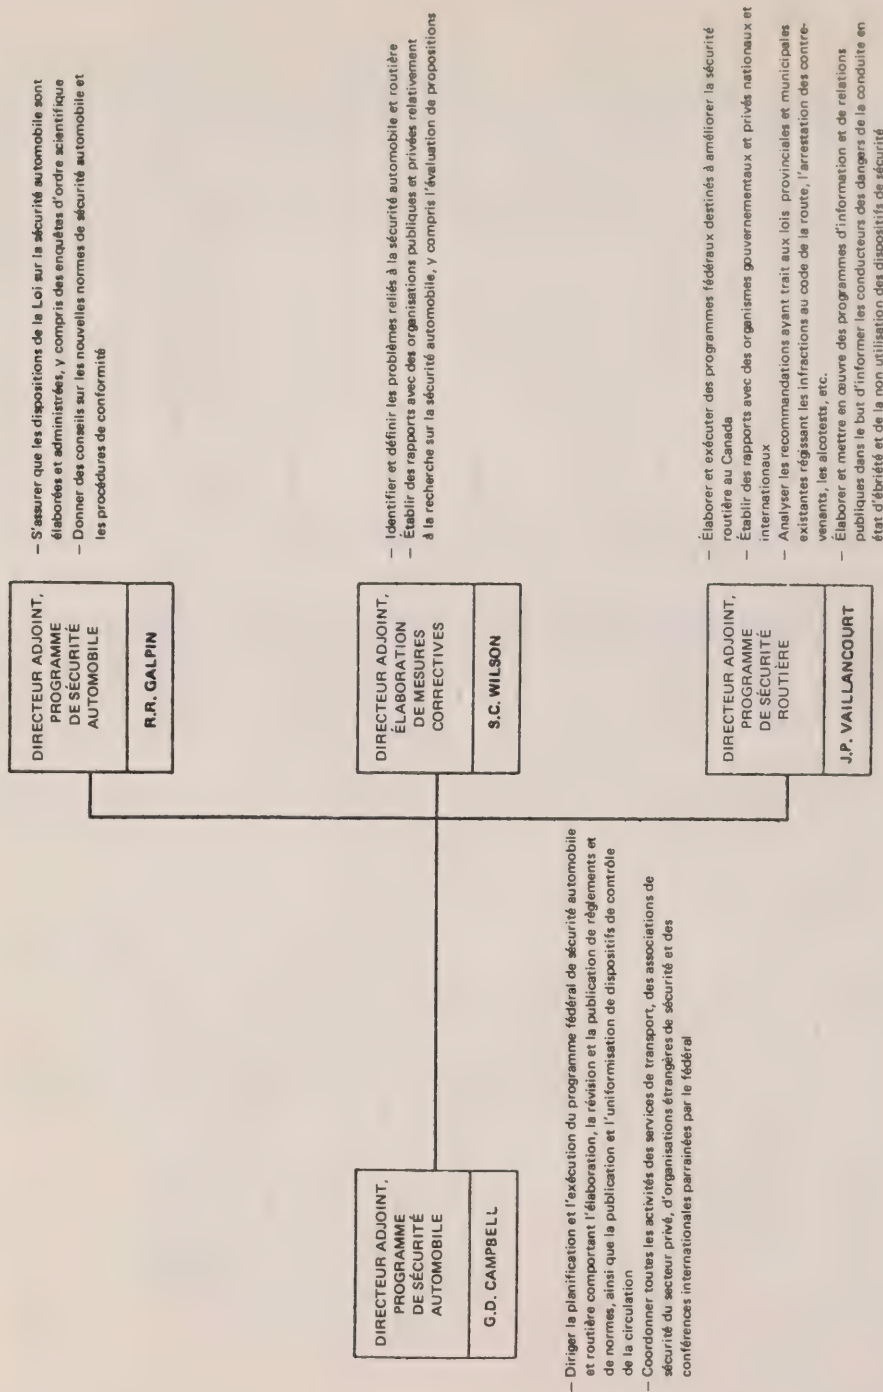 DIRECTEUR ADJOINT,
PROGRAMME
DE SÉCURITÉ
AUTOMOBILE
G.D. CAMPBELL
— Diriger la planification et l'exécution du programme fédéral de sécurité automobile
et routière comportant l'élaboration, la révision et la publication de règlements et
de normes, ainsi que la publication et l'uniformisation de dispositifs de contrôle
de la circulation
— Coordonner toutes les activités des services de transport, des associations de
sécurité du secteur privé, d'organisations étrangères de sécurité et des
conférences internationales parrainées par le fédéral
DIRECTEUR ADJOINT,
PROGRAMME
DE SÉCURITÉ
AUTOMOBILE
R.R. GALPIN
— S'assurer que les dispositions de la Loi sur la sécurité automobile sont
élaborées et administrées, y compris des enquêtes d'ordre scientifique
— Donner des conseils sur les nouvelles normes de sécurité automobile et
les procédures de conformité
DIRECTEUR ADJOINT,
ÉLABORATION
DE MESURES
CORRECTIVES
S.C. WILSON
— Identifier et définir les problèmes reliés à la sécurité automobile et routière
— Établir des rapports avec des organisations publiques et privées relativement
à la recherche sur la sécurité automobile, y compris l'évaluation de propositions
DIRECTEUR ADJOINT,
PROGRAMME
DE SÉCURITÉ
ROUTIÈRE
J.P. VAILLANCOURT
— Élaborer et exécuter des programmes fédéraux destinés à améliorer la sécurité
routière au Canada
— Établir des rapports avec des organismes gouvernementaux et privés nationaux et
internationaux
— Analyser les recommandations ayant trait aux lois provinciales et municipales
existantes régissant les infractions au code de la route, l'arrestation des contre-
venants, les alcotests, etc.
— Élaborer et mettre en œuvre des programmes d'information et de relations
publiques dans le but d'informer les conducteurs des dangers de la conduite en
état d'ébriété et de la non utilisation des dispositifs de sécurité